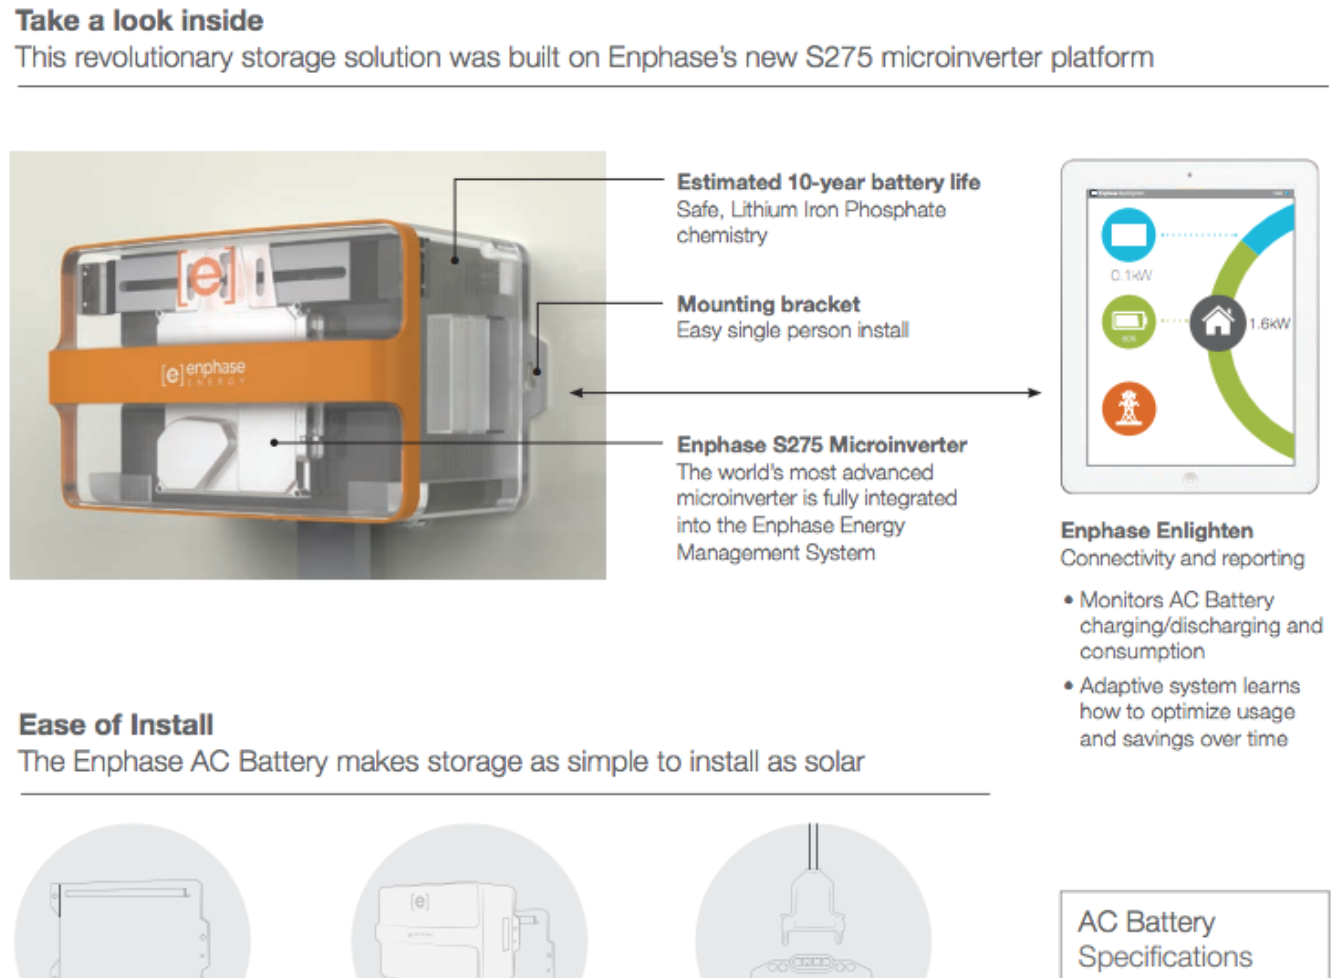 Take a look inside
This revolutionary storage solution was built on Enphase's new S275 microinverter platform
[e]
[e] enphase
ENERGY
Estimated 10-year battery life
Safe, Lithium Iron Phosphate
chemistry
Mounting bracket
Easy single person install
Enphase S275 Microinverter
The world's most advanced
microinverter is fully integrated
into the Enphase Energy
Management System
0.1kW
80%
1.6kW
Enphase Enlighten
Connectivity and reporting
• Monitors AC Battery
charging/discharging and
consumption
• Adaptive system learns
how to optimize usage
and savings over time
Ease of Install
The Enphase AC Battery makes storage as simple to install as solar
[e]
AC Battery
Specifications